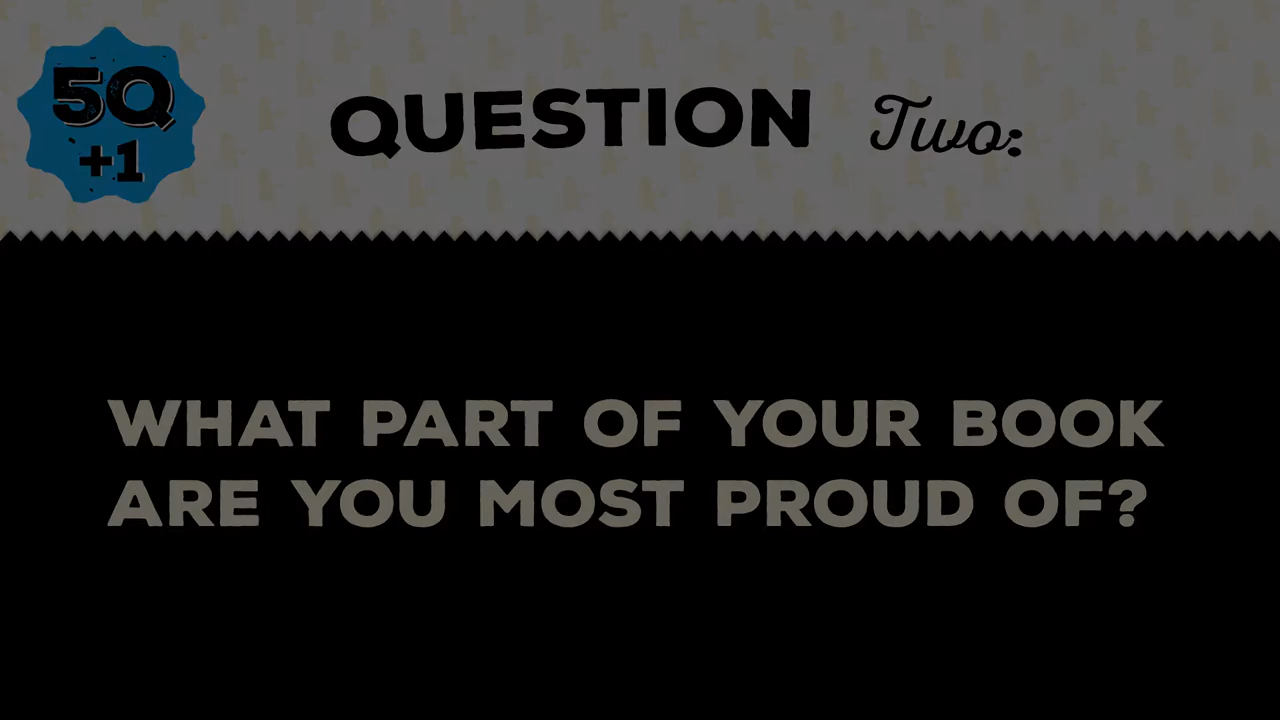 5Q
+1
QUESTION Two:
WHAT PART OF YOUR BOOK
ARE YOU MOST PROUD OF?